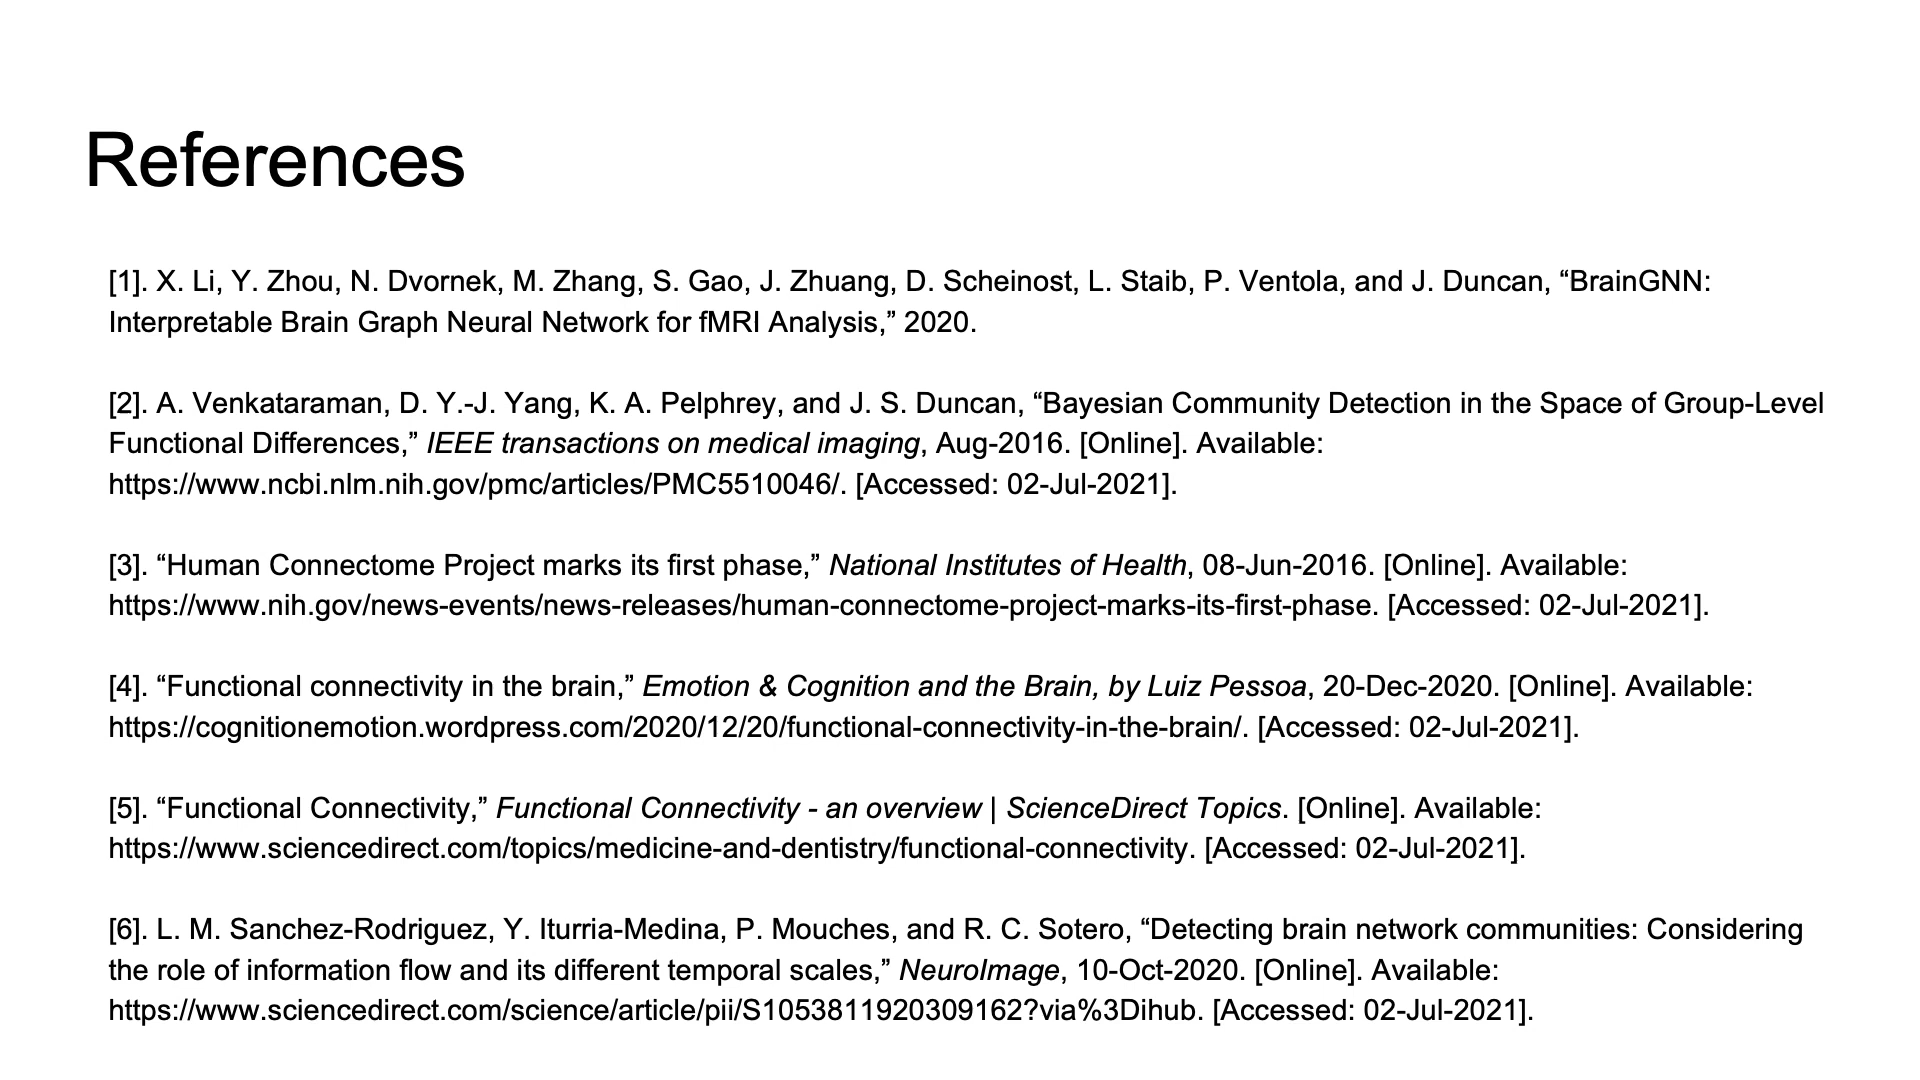 References
[1]. X. Li, Y. Zhou, N. Dvornek, M. Zhang, S. Gao, J. Zhuang, D. Scheinost, L. Staib, P. Ventola, and J. Duncan, “BrainGNN:
Interpretable Brain Graph Neural Network for fMRI Analysis,” 2020.
[2]. A. Venkataraman, D. Y.-J. Yang, K. A. Pelphrey, and J. S. Duncan, “Bayesian Community Detection in the Space of Group-Level
Functional Differences,” IEEE transactions on medical imaging, Aug-2016. [Online]. Available:
https://www.ncbi.nlm.nih.gov/pmc/articles/PMC5510046/. [Accessed: 02-Jul-2021].
[3]. “Human Connectome Project marks its first phase,” National Institutes of Health, 08-Jun-2016. [Online]. Available:
https://www.nih.gov/news-events/news-releases/human-connectome-project-marks-its-first-phase. [Accessed: 02-Jul-2021].
[4]. “Functional connectivity in the brain,” Emotion & Cognition and the Brain, by Luiz Pessoa, 20-Dec-2020. [Online]. Available:
https://cognitionemotion.wordpress.com/2020/12/20/functional-connectivity-in-the-brain/. [Accessed: 02-Jul-2021].
[5]. “Functional Connectivity,” Functional Connectivity - an overview | ScienceDirect Topics. [Online]. Available:
https://www.sciencedirect.com/topics/medicine-and-dentistry/functional-connectivity. [Accessed: 02-Jul-2021].
[6]. L. M. Sanchez-Rodriguez, Y. Iturria-Medina, P. Mouches, and R. C. Sotero, “Detecting brain network communities: Considering
the role of information flow and its different temporal scales,” NeuroImage, 10-Oct-2020. [Online]. Available:
https://www.sciencedirect.com/science/article/pii/S1053811920309162?via%3Dihub. [Accessed: 02-Jul-2021].